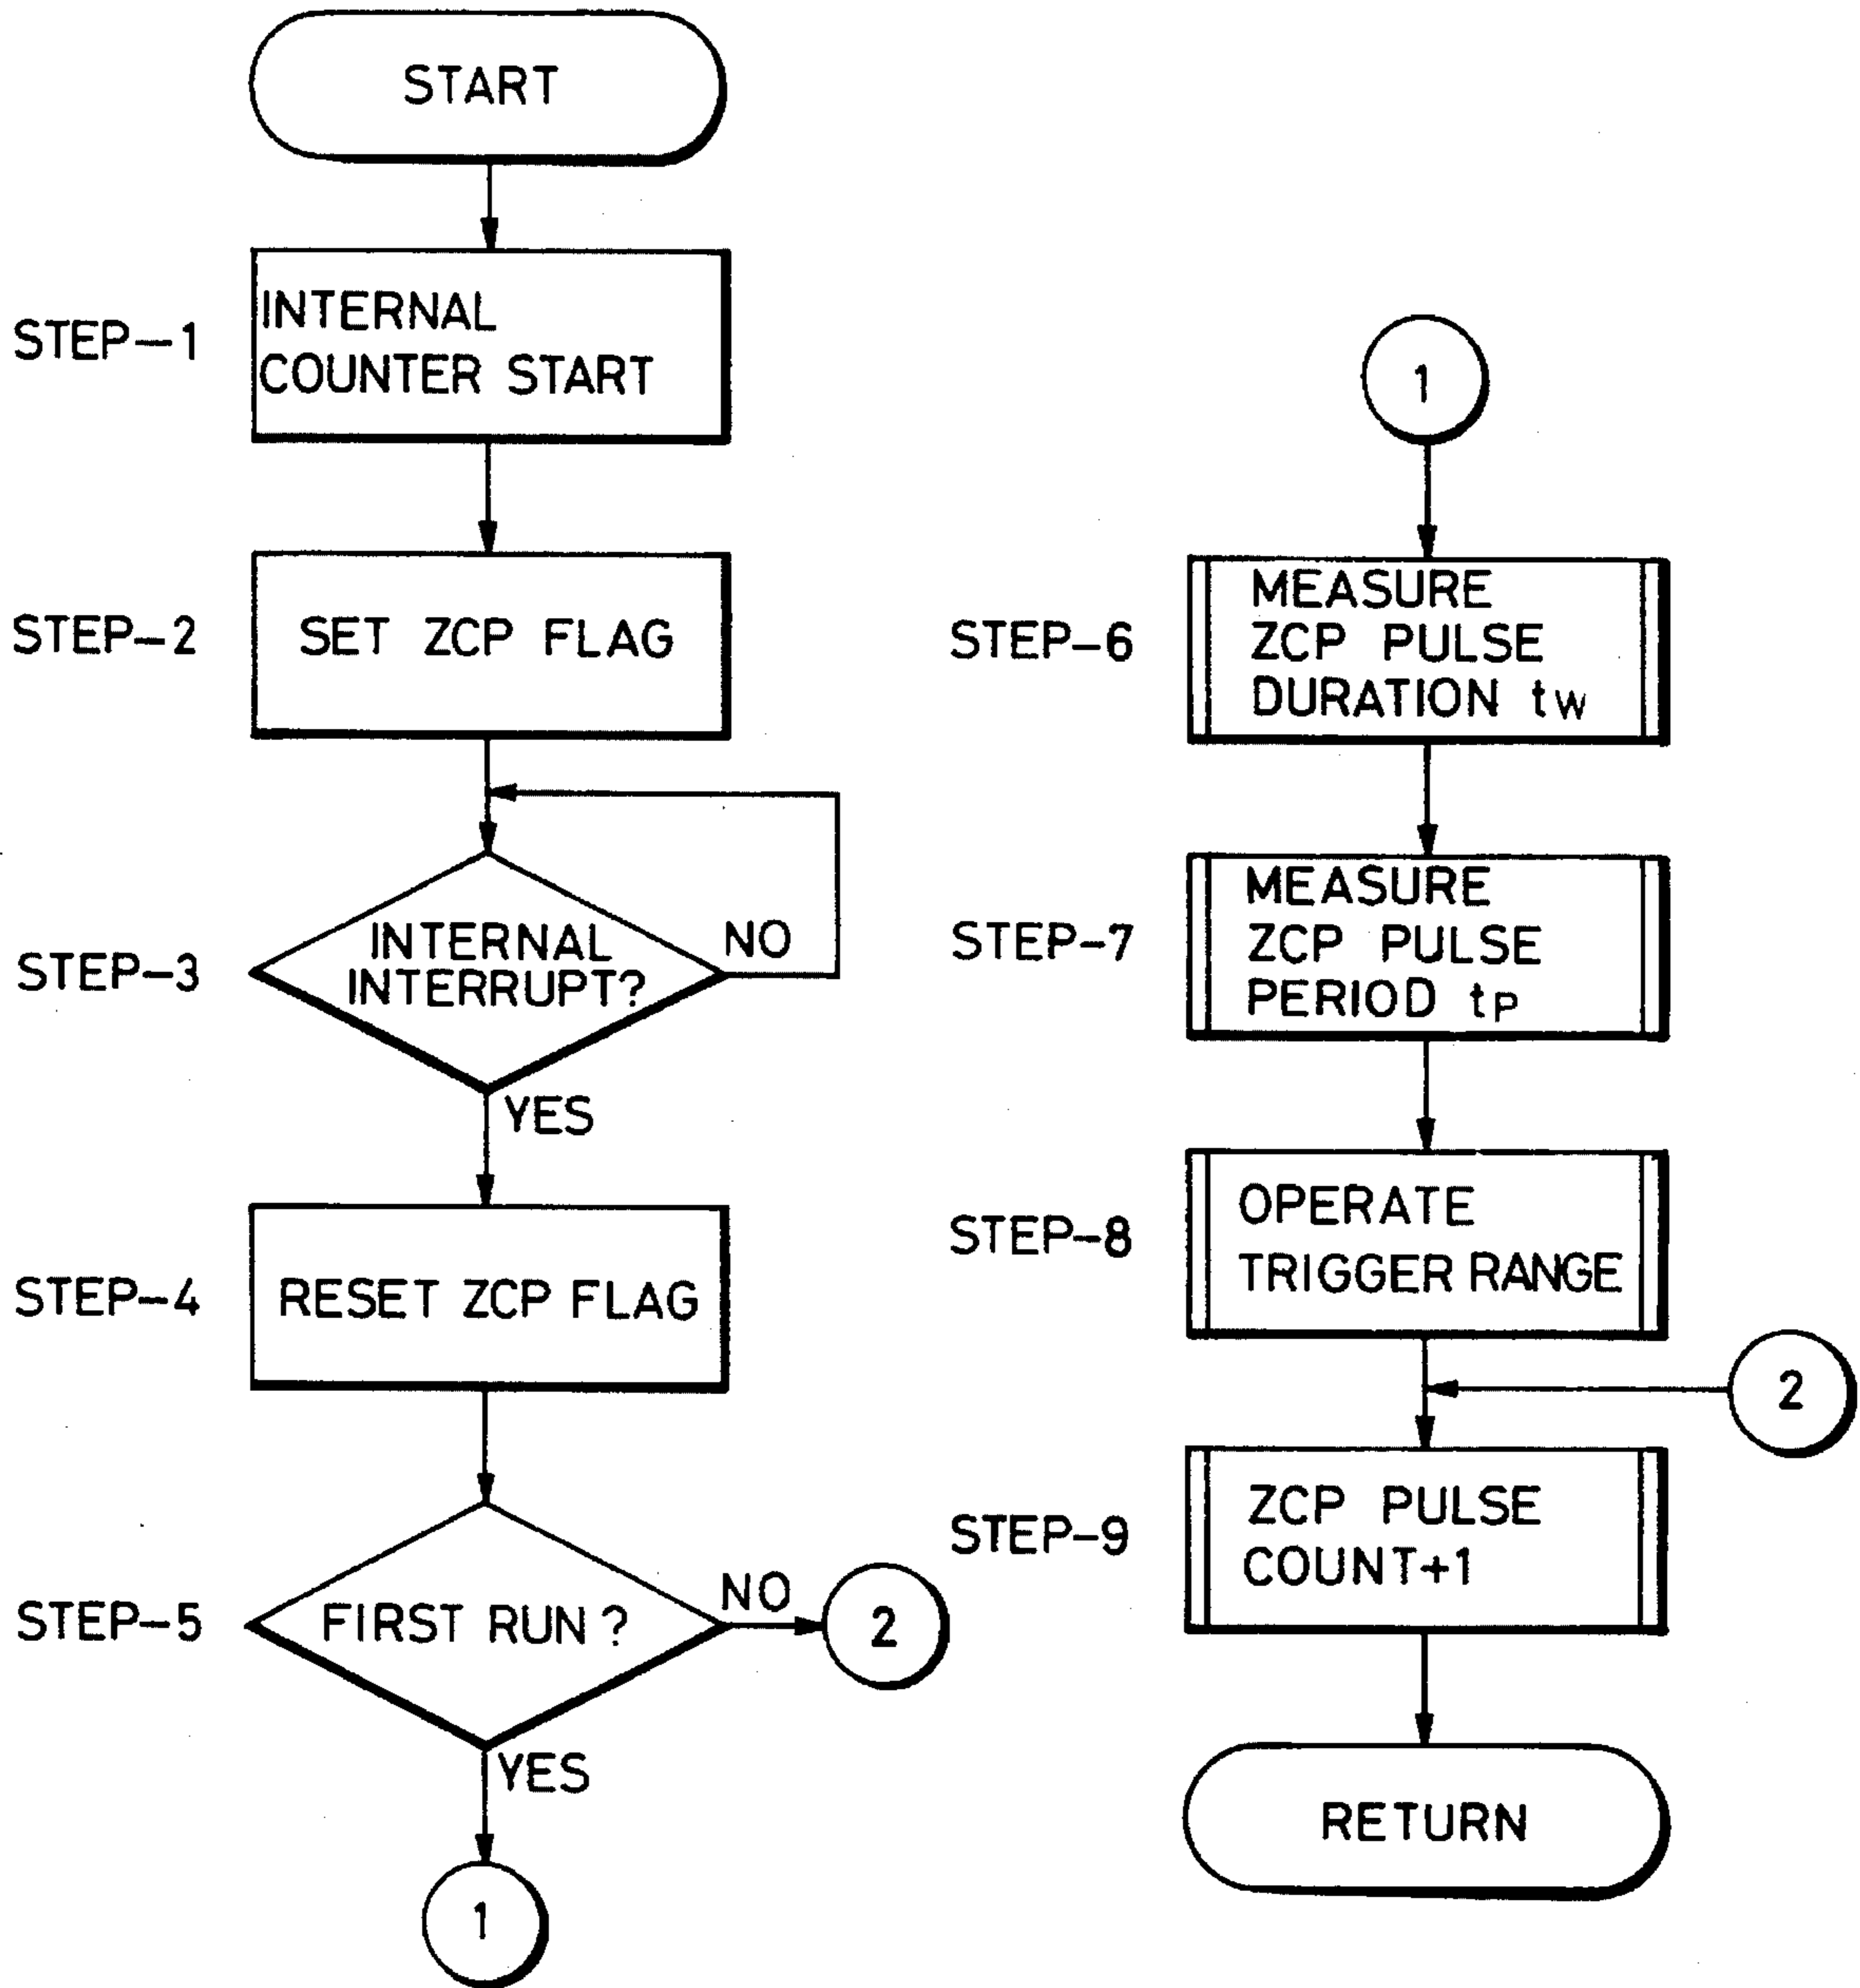 START
STEP-1
INTERNAL
COUNTER START
STEP-2
SET ZCP FLAG
STEP-3
INTERNAL
INTERRUPT?
NO
YES
STEP-4
RESET ZCP FLAG
STEP-5
FIRST RUN?
NO
2
YES
1
1
STEP-6
MEASURE
ZCP PULSE
DURATION tw
STEP-7
MEASURE
ZCP PULSE
PERIOD tP
STEP-8
OPERATE
TRIGGER RANGE
2
STEP-9
ZCP PULSE
COUNT+1
RETURN